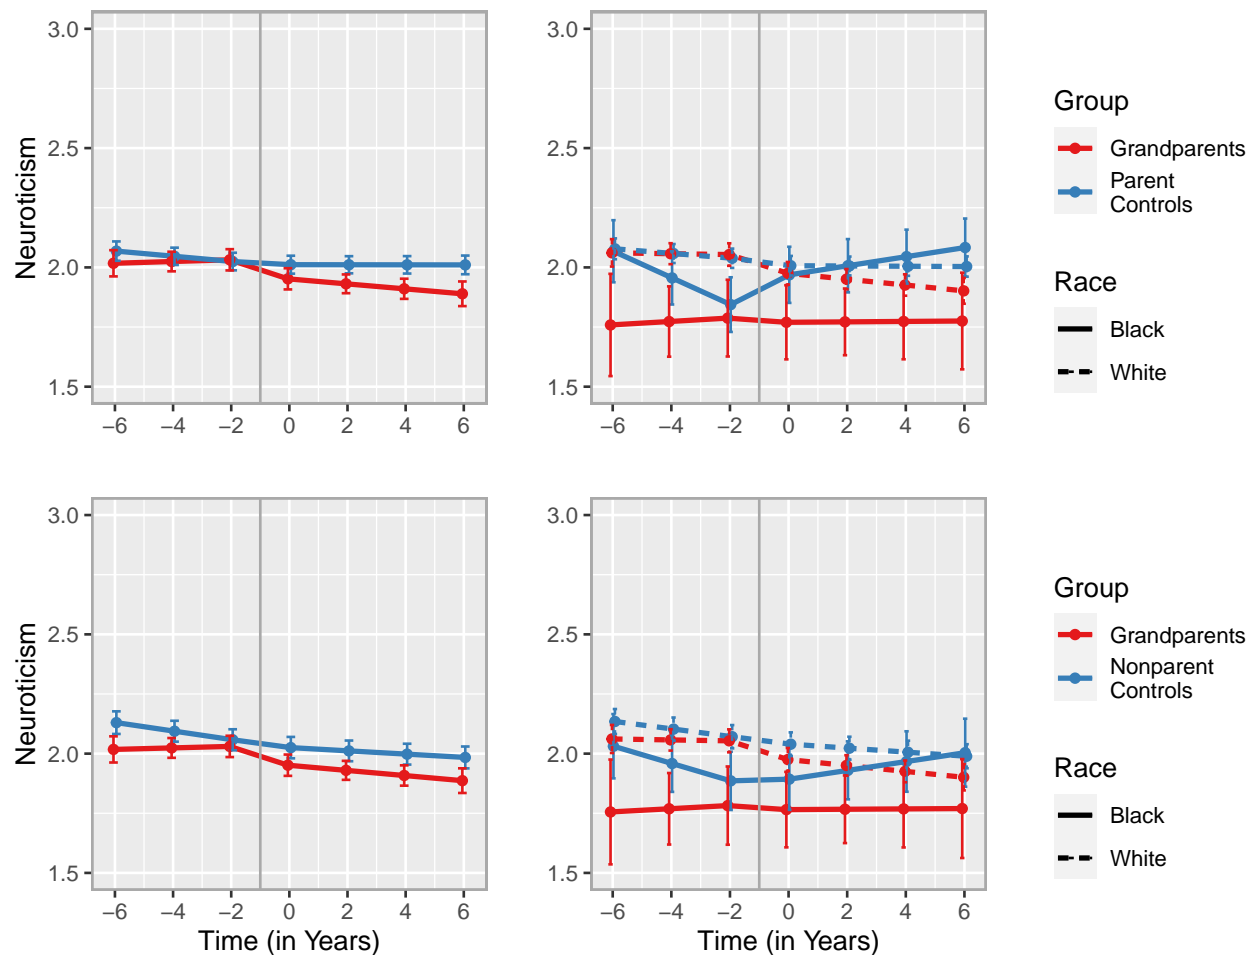 3.0
2.5
2.0
1.5
Neuroticism
−6 −4 −2 0 2 4 6
3.0
2.5
2.0
1.5
−6 −4 −2 0 2 4 6
Group
Grandparents
Parent
Controls
Race
Black
White
3.0
2.5
2.0
1.5
Neuroticism
−6 −4 −2 0 2 4 6
Time (in Years)
3.0
2.5
2.0
1.5
−6 −4 −2 0 2 4 6
Time (in Years)
Group
Grandparents
Nonparent
Controls
Race
Black
White